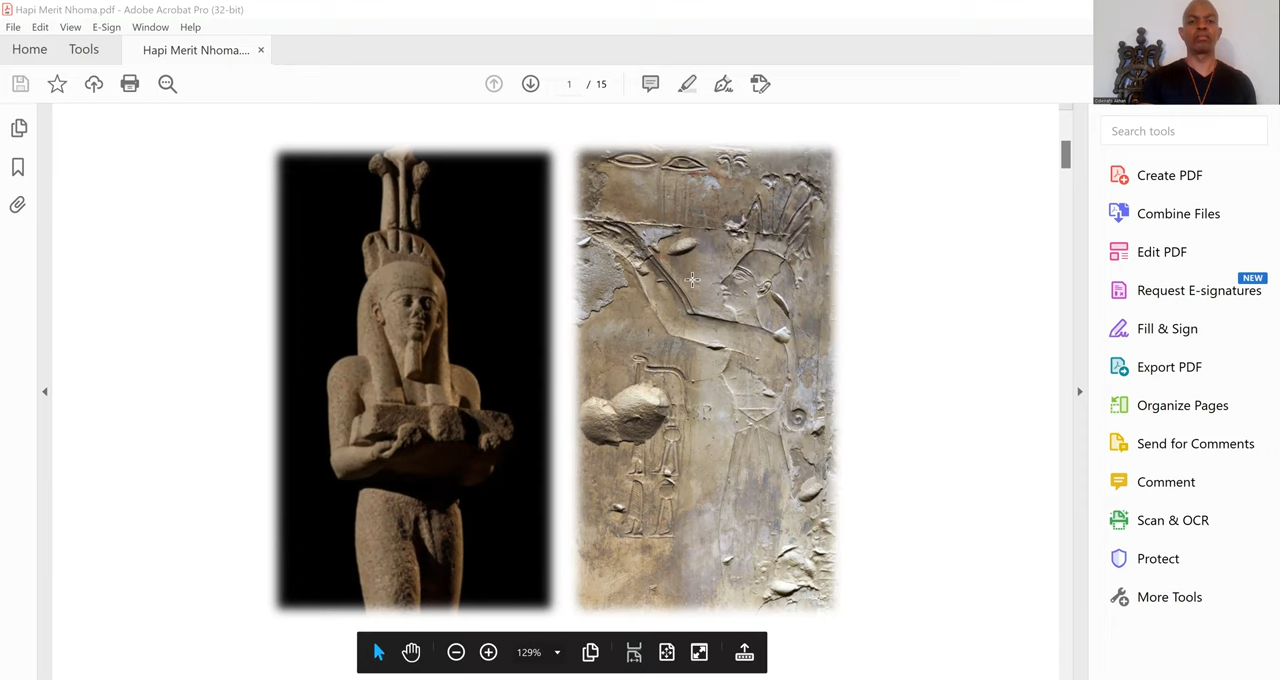 Hapi Merit Nhoma.pdf - Adobe Acrobat Pro (32-bit)
File Edit View E-Sign Window Help
Home Tools Hapi Merit Nhoma.... ×
1 / 15
Search tools
Create PDF
Combine Files
Edit PDF
NEW
Request E-signatures
Fill & Sign
Export PDF
Organize Pages
Send for Comments
Comment
Scan & OCR
Protect
More Tools
129%